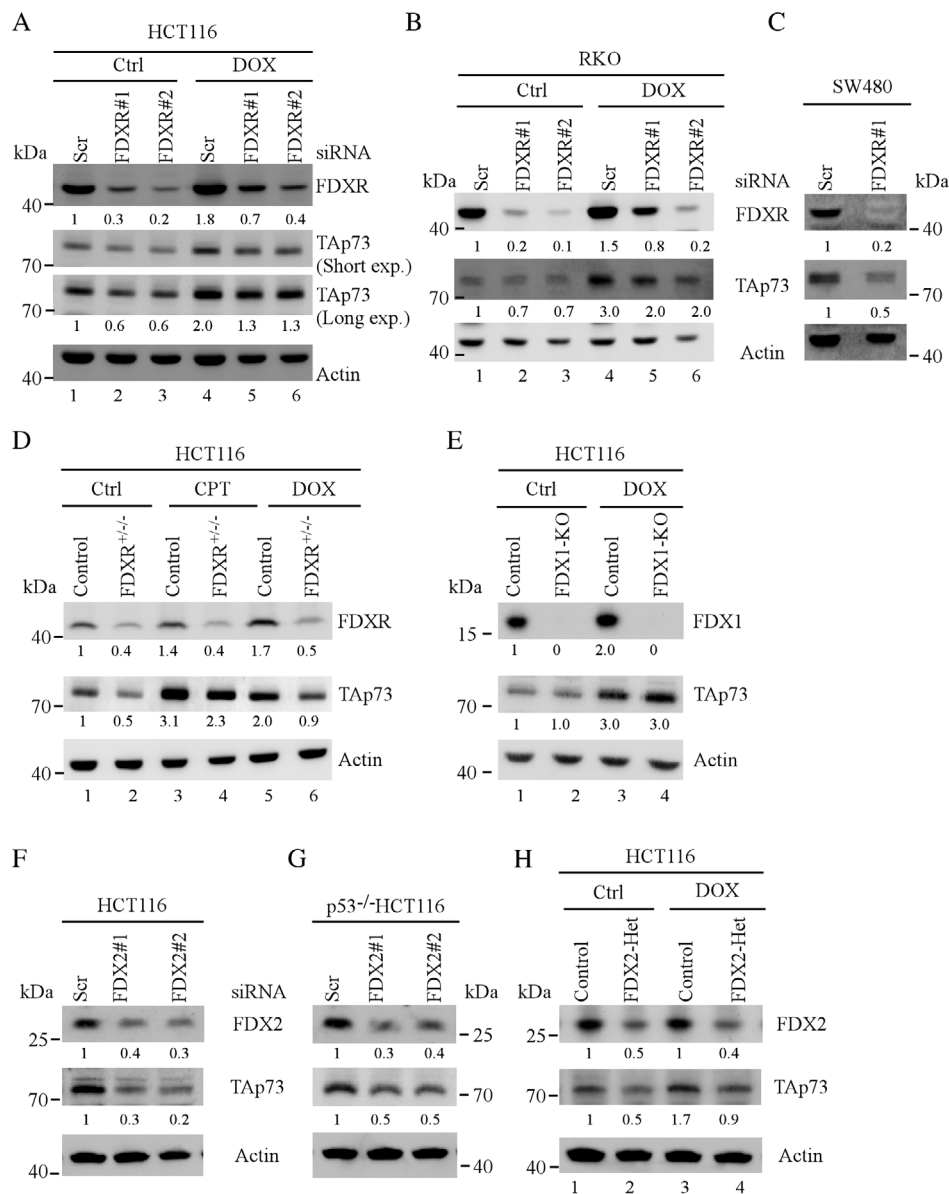 A
HCT116
Ctrl DOX
Scr FDXR#1 FDXR#2 Scr FDXR#1 FDXR#2 siRNA
kDa
FDXR
40
1 0.3 0.2 1.8 0.7 0.4
TAp73
(Short exp.)
70
TAp73
(Long exp.)
70
1 0.6 0.6 2.0 1.3 1.3
Actin
40
1 2 3 4 5 6
B
RKO
Ctrl DOX
Scr FDXR#1 FDXR#2 Scr FDXR#1 FDXR#2
kDa
40
1 0.2 0.1 1.5 0.8 0.2
70
1 0.7 0.7 3.0 2.0 2.0
40
1 2 3 4 5 6
C
SW480
siRNA Scr FDXR#1 kDa
FDXR
40
1 0.2
TAp73
70
1 0.5
Actin
40
D
HCT116
Ctrl CPT DOX
Control FDXR+/-/- Control FDXR+/-/- Control FDXR+/-/-
kDa
FDXR
40
1 0.4 1.4 0.4 1.7 0.5
TAp73
70
1 0.5 3.1 2.3 2.0 0.9
Actin
40
1 2 3 4 5 6
E
HCT116
Ctrl DOX
Control FDX1-KO Control FDX1-KO
kDa
FDX1
15
1 0 2.0 0
TAp73
70
1 1.0 3.0 3.0
Actin
40
1 2 3 4
F
HCT116
Scr FDX2#1 FDX2#2 siRNA
kDa
FDX2
25
1 0.4 0.3
TAp73
70
1 0.3 0.2
Actin
40
G
p53-/-HCT116
Scr FDX2#1 FDX2#2
kDa
25
1 0.3 0.4
70
1 0.5 0.5
40
H
HCT116
Ctrl DOX
Control FDX2-Het Control FDX2-Het
kDa
FDX2
25
1 0.5 1 0.4
TAp73
70
1 0.5 1.7 0.9
Actin
40
1 2 3 4